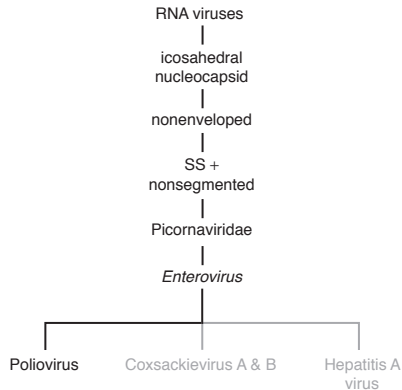 RNA viruses
icosahedral
nucleocapsid
nonenveloped
SS +
nonsegmented
Picornaviridae
Enterovirus
Poliovirus
Coxsackievirus A & B
Hepatitis A
virus